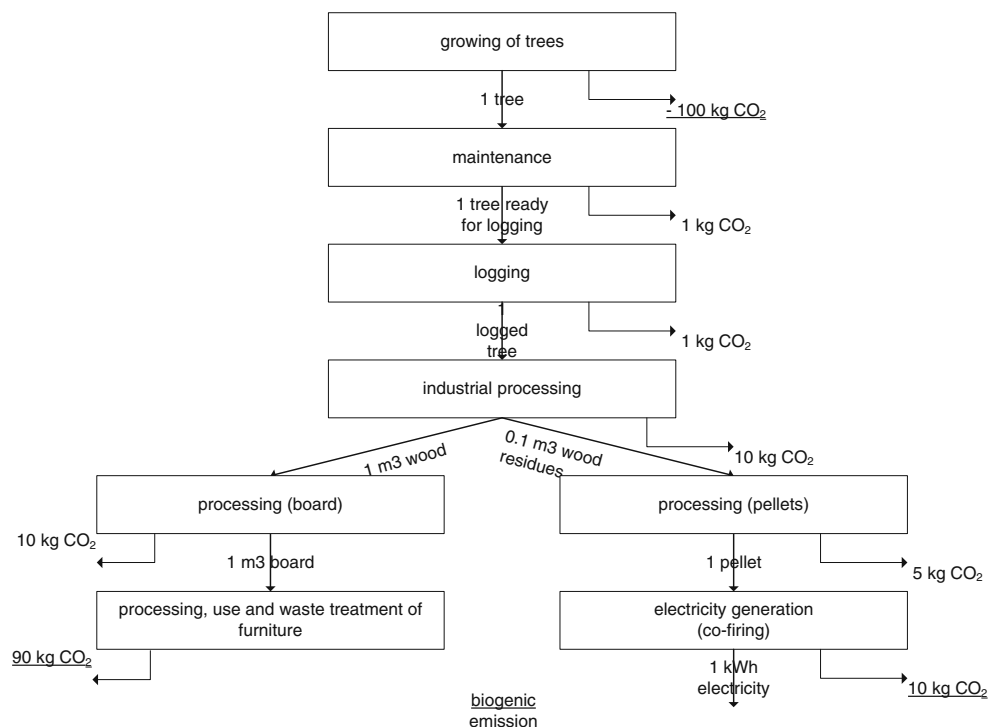 growing of trees
1 tree
- 100 kg CO₂
maintenance
1 tree ready
for logging
1 kg CO₂
logging
1
logged
tree
1 kg CO₂
industrial processing
1 m3 wood
0.1 m3 wood
residues
10 kg CO₂
processing (board)
processing (pellets)
10 kg CO₂
1 m3 board
1 pellet
5 kg CO₂
processing, use and waste treatment of
furniture
electricity generation
(co-firing)
90 kg CO₂
1 kWh
electricity
10 kg CO₂
biogenic
emission